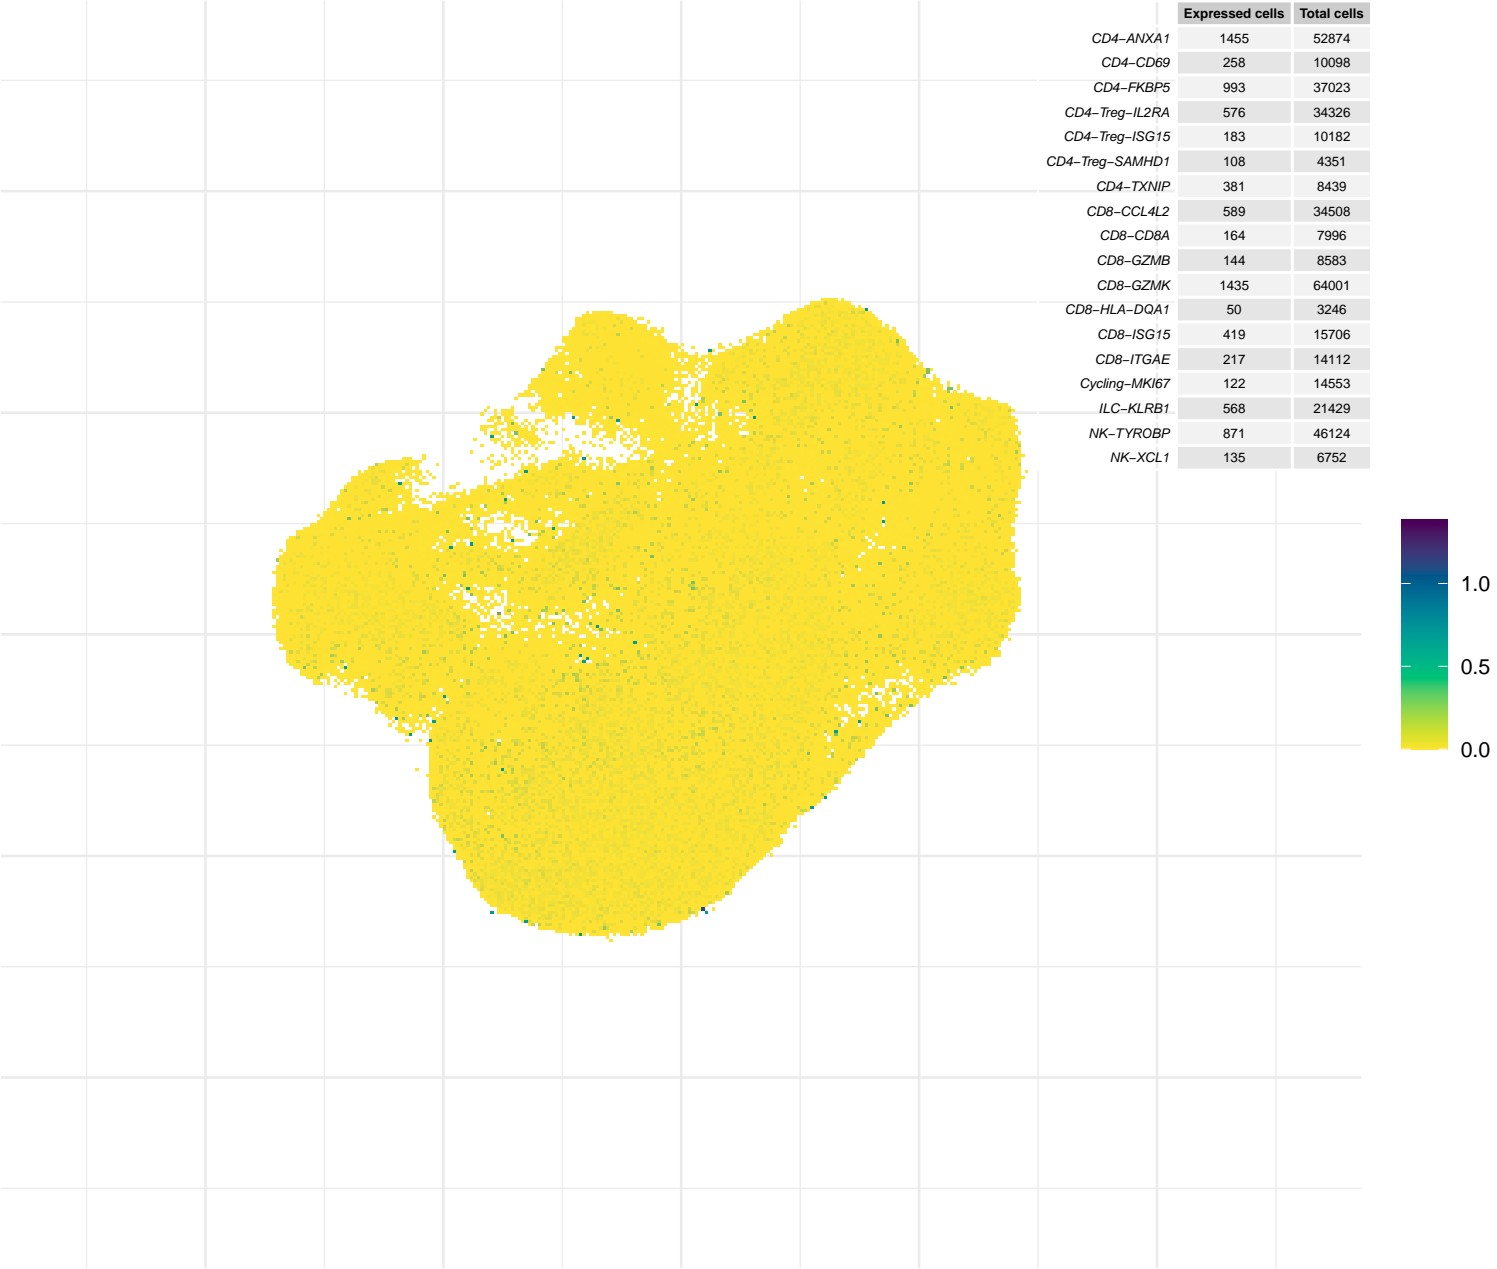 Expressed cells Total cells
CD4−ANXA1 1455 52874
CD4−CD69 258 10098
CD4−FKBP5 993 37023
CD4−Treg−IL2RA 576 34326
CD4−Treg−ISG15 183 10182
CD4−Treg−SAMHD1 108 4351
CD4−TXNIP 381 8439
CD8−CCL4L2 589 34508
CD8−CD8A 164 7996
CD8−GZMB 144 8583
CD8−GZMK 1435 64001
CD8−HLA−DQA1 50 3246
CD8−ISG15 419 15706
CD8−ITGAE 217 14112
Cycling−MKI67 122 14553
ILC−KLRB1 568 21429
NK−TYROBP 871 46124
NK−XCL1 135 6752
1.0
0.5
0.0